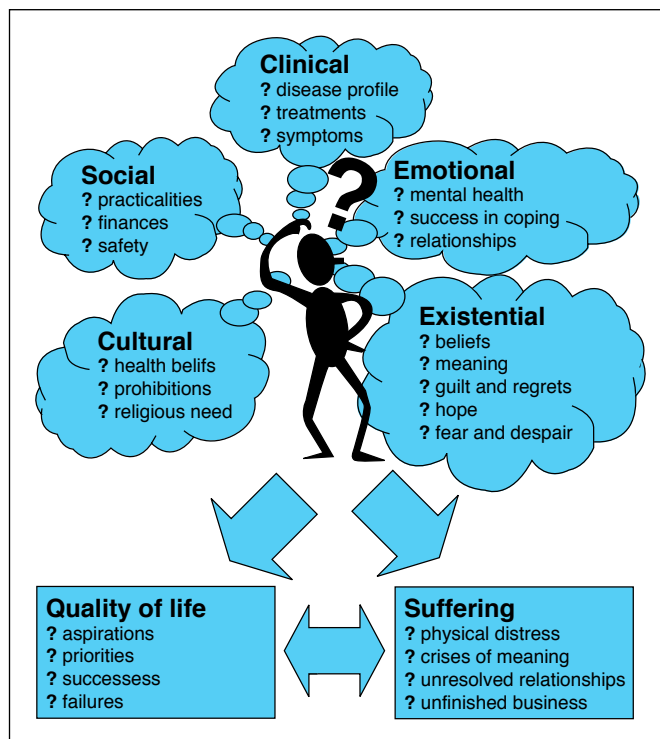 Clinical
? disease profile
? treatments
? symptoms
?
Social
? practicalities
? finances
? safety
Emotional
? mental health
? success in coping
? relationships
Cultural
? health belifs
? prohibitions
? religious need
Existential
? beliefs
? meaning
? guilt and regrets
? hope
? fear and despair
Quality of life
? aspirations
? priorities
? successess
? failures
Suffering
? physical distress
? crises of meaning
? unresolved relationships
? unfinished business